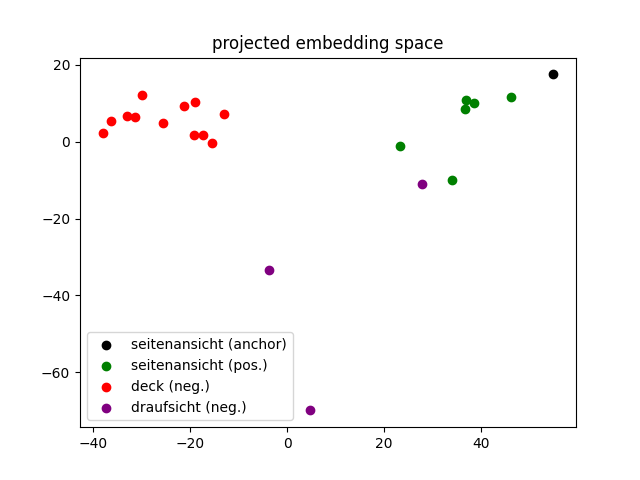 projected embedding space
20
0
−20
−40
−60
−40
−20
0
20
40
seitenansicht (anchor)
seitenansicht (pos.)
deck (neg.)
draufsicht (neg.)